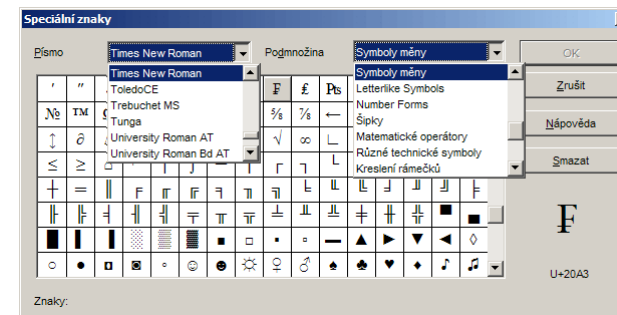 Speciální znaky
Písmo Times New Roman Podmnožina Symboly měny OK
Times New Roman Symboly měny
ToledoCE Letterlike Symbols Zrušit
Trebuchet MS Number Forms
Tunga Šipky Nápověda
University Roman AT Matematické operátory
University Roman Bd AT Různé technické symboly Smazat
Kreslení rámečků
′ ″ ₣ £ ₧
№ ™ ⅝ ⅞ ←
↕ ∂ √ ∞ ∟
≤ ≥
₣
U+20A3
Znaky: